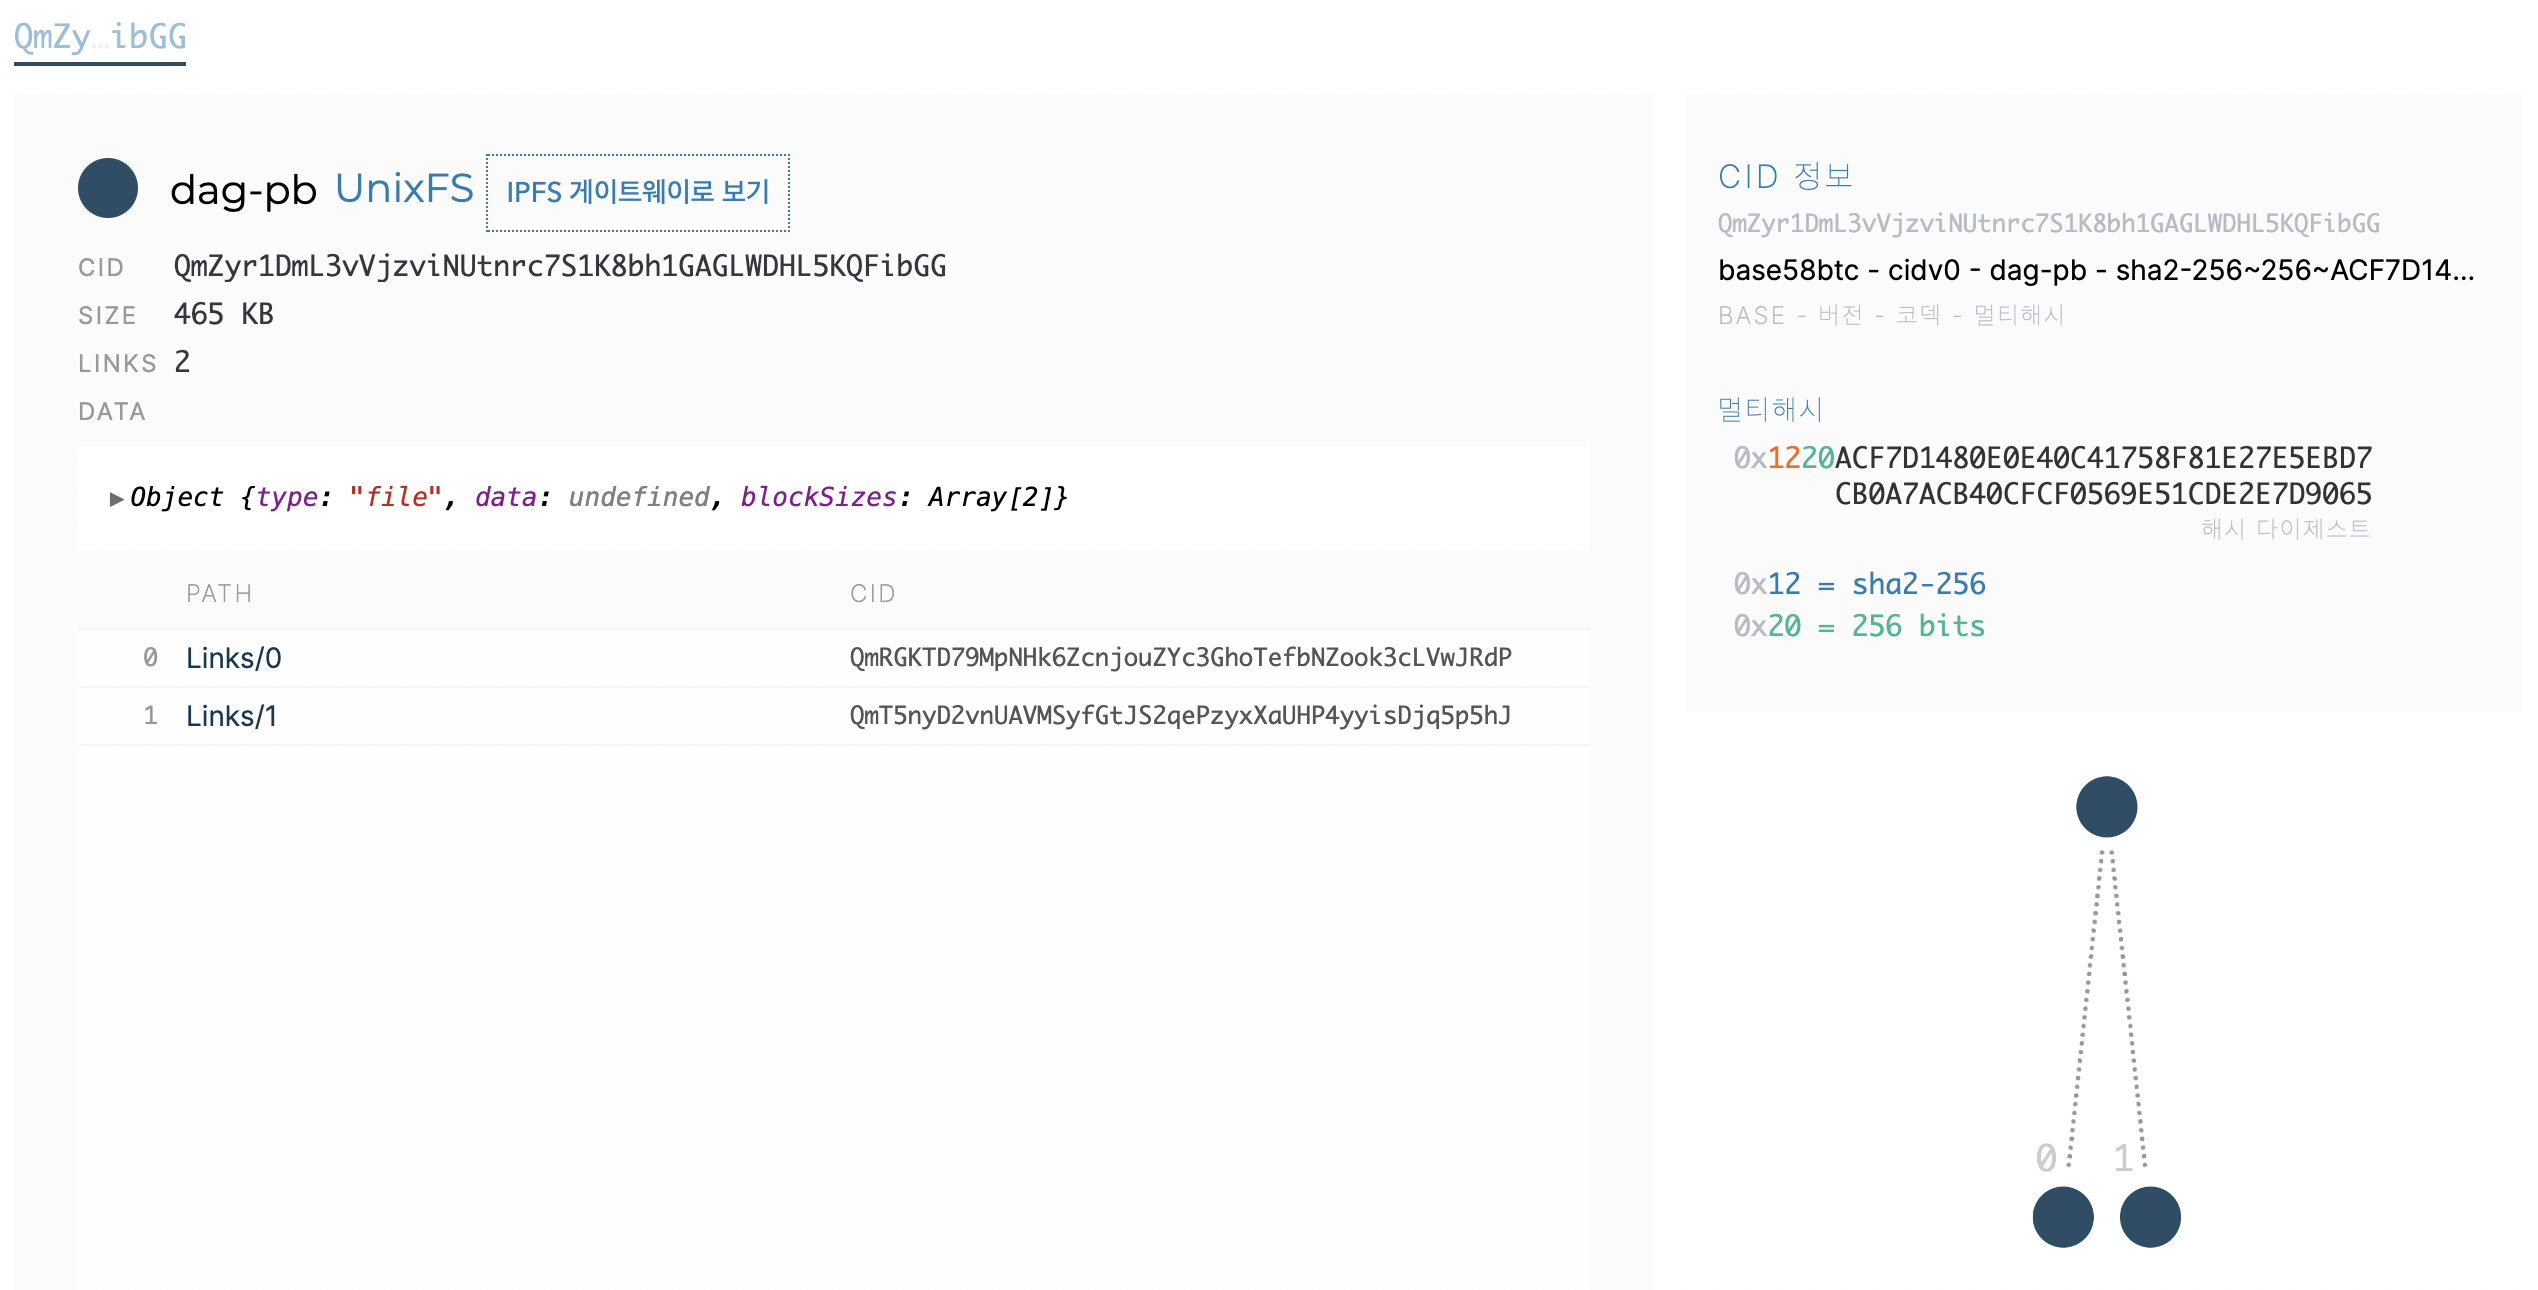 QmZy…ibGG
dag-pb UnixFS IPFS 게이트웨이로 보기
CID QmZyr1DmL3vVjzviNUtnrc7S1K8bh1GAGLWDHL5KQFibGG
SIZE 465 KB
LINKS 2
DATA
▶Object {type: "file", data: undefined, blockSizes: Array[2]}
PATH CID
0 Links/0 QmRGKTD79MpNHk6ZcnjouZYc3GhoTefbNZook3cLVwJRdP
1 Links/1 QmT5nyD2vnUAVMSyfGtJS2qePzyxXaUHP4yyisDjq5p5hJ
CID 정보
QmZyr1DmL3vVjzviNUtnrc7S1K8bh1GAGLWDHL5KQFibGG
base58btc - cidv0 - dag-pb - sha2-256~256~ACF7D14...
BASE - 버전 - 코덱 - 멀티해시
멀티해시
0x1220ACF7D1480E0E40C41758F81E27E5EBD7
CB0A7ACB40CFCF0569E51CDE2E7D9065
해시 다이제스트
0x12 = sha2-256
0x20 = 256 bits
0 1